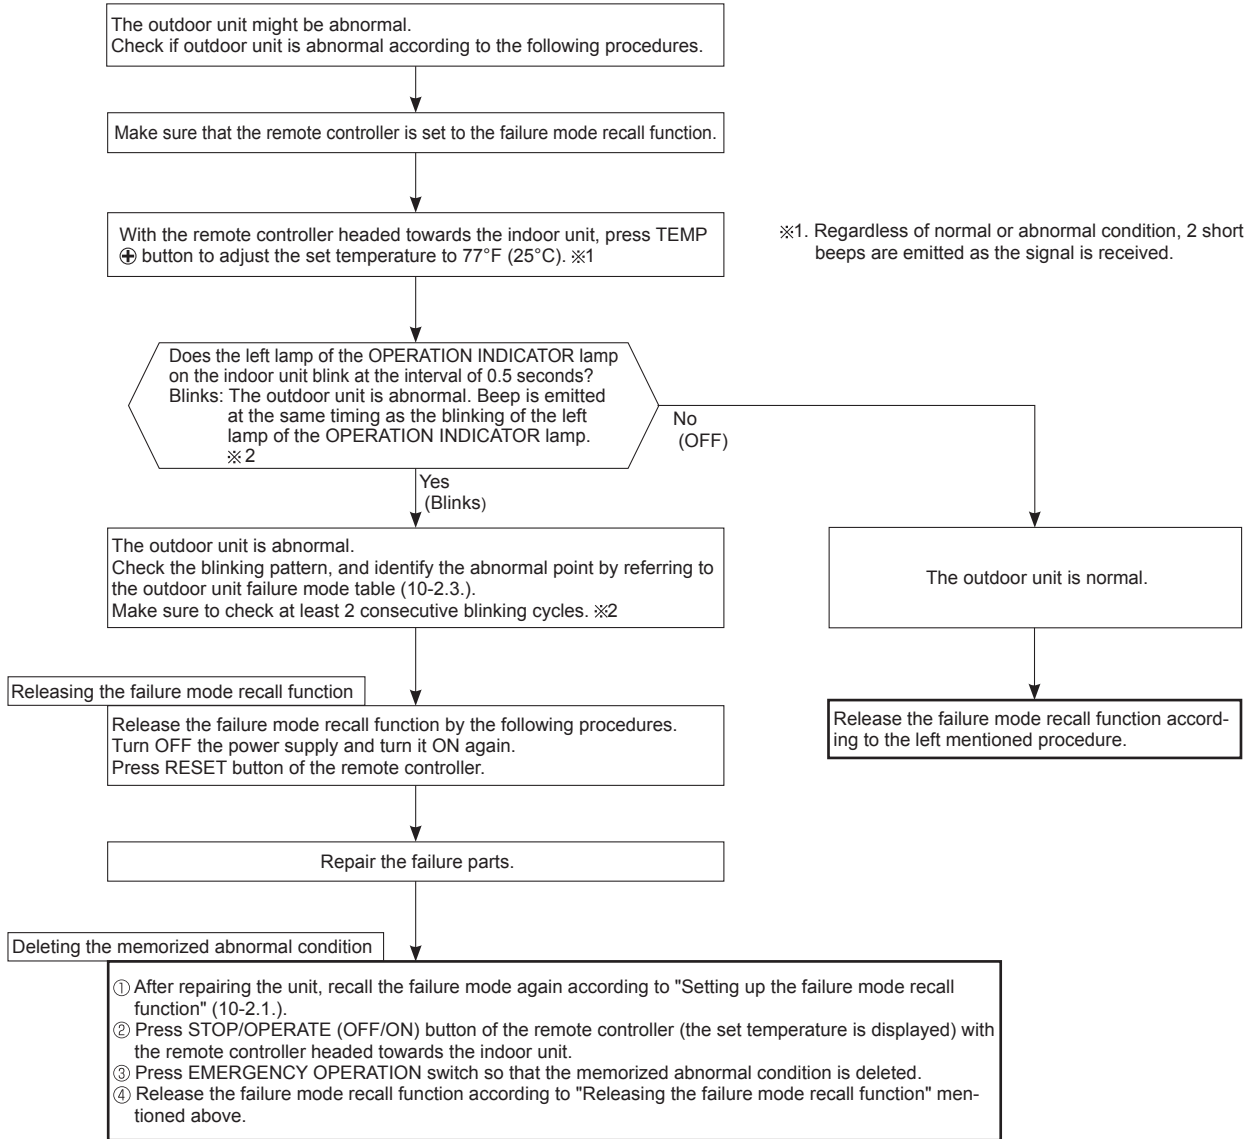 The outdoor unit might be abnormal.
Check if outdoor unit is abnormal according to the following procedures.
Make sure that the remote controller is set to the failure mode recall function.
With the remote controller headed towards the indoor unit, press TEMP
⊕ button to adjust the set temperature to 77°F (25°C). ※1
※1. Regardless of normal or abnormal condition, 2 short
beeps are emitted as the signal is received.
Does the left lamp of the OPERATION INDICATOR lamp
on the indoor unit blink at the interval of 0.5 seconds?
Blinks: The outdoor unit is abnormal. Beep is emitted
at the same timing as the blinking of the left
lamp of the OPERATION INDICATOR lamp.
※2
No
(OFF)
Yes
(Blinks)
The outdoor unit is abnormal.
Check the blinking pattern, and identify the abnormal point by referring to
the outdoor unit failure mode table (10-2.3.).
Make sure to check at least 2 consecutive blinking cycles. ※2
The outdoor unit is normal.
Releasing the failure mode recall function
Release the failure mode recall function by the following procedures.
Turn OFF the power supply and turn it ON again.
Press RESET button of the remote controller.
Release the failure mode recall function accord-
ing to the left mentioned procedure.
Repair the failure parts.
Deleting the memorized abnormal condition
① After repairing the unit, recall the failure mode again according to "Setting up the failure mode recall
function" (10-2.1.).
② Press STOP/OPERATE (OFF/ON) button of the remote controller (the set temperature is displayed) with
the remote controller headed towards the indoor unit.
③ Press EMERGENCY OPERATION switch so that the memorized abnormal condition is deleted.
④ Release the failure mode recall function according to "Releasing the failure mode recall function" men-
tioned above.